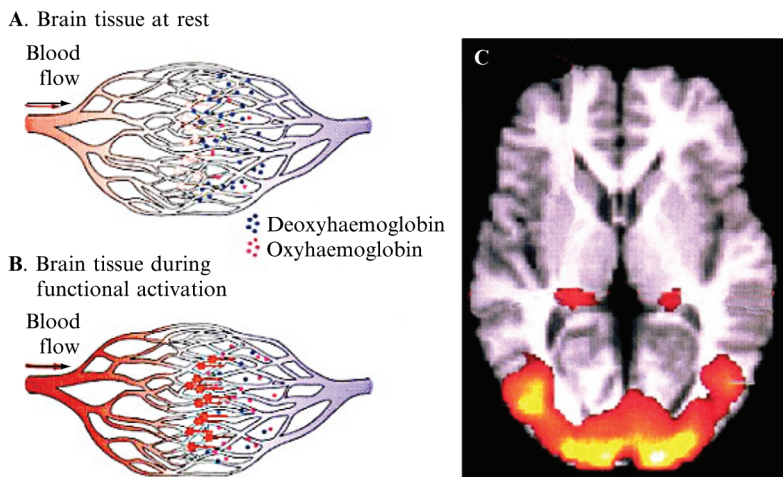 A. Brain tissue at rest
Blood
flow
Deoxyhaemoglobin
Oxyhaemoglobin
B. Brain tissue during
functional activation
Blood
flow
C